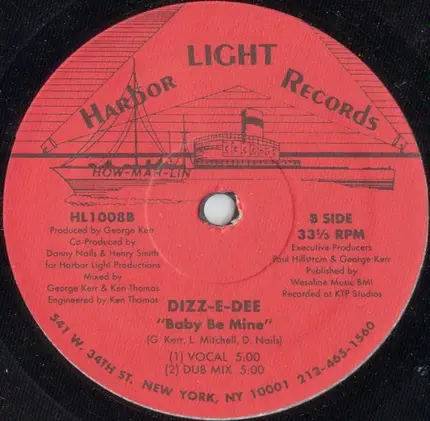 Harbor LIGHT Records
HOW-MAH-LIN
HL1008B
Produced by George Kerr
Co-Produced by
Danny Nails & Henry Smith
for Harbor Light Productions
Mixed by
George Kerr & Ken Thomas
Engineered by Ken Thomas
B SIDE
33⅓ RPM
Executive Producers
Paul Hillstrom & George Kerr
Published by
Wesaline Music BMI
Recorded at KYP Studios
DIZZ-E-DEE
"Baby Be Mine"
(G. Kerr, L. Mitchell, D. Nails)
(1) VOCAL 5:00
(2) DUB MIX 5:00
541 W. 34TH ST. NEW YORK, NY 10001 212-465-1560